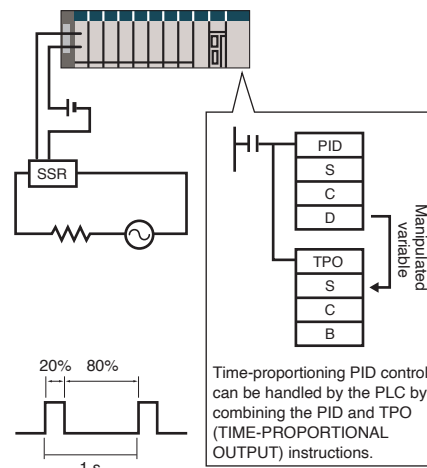 SSR
PID
S
C
D
Manipulated
variable
TPO
S
C
B
20% 80%
1 s
Time-proportioning PID control
can be handled by the PLC by
combining the PID and TPO
(TIME-PROPORTIONAL
OUTPUT) instructions.